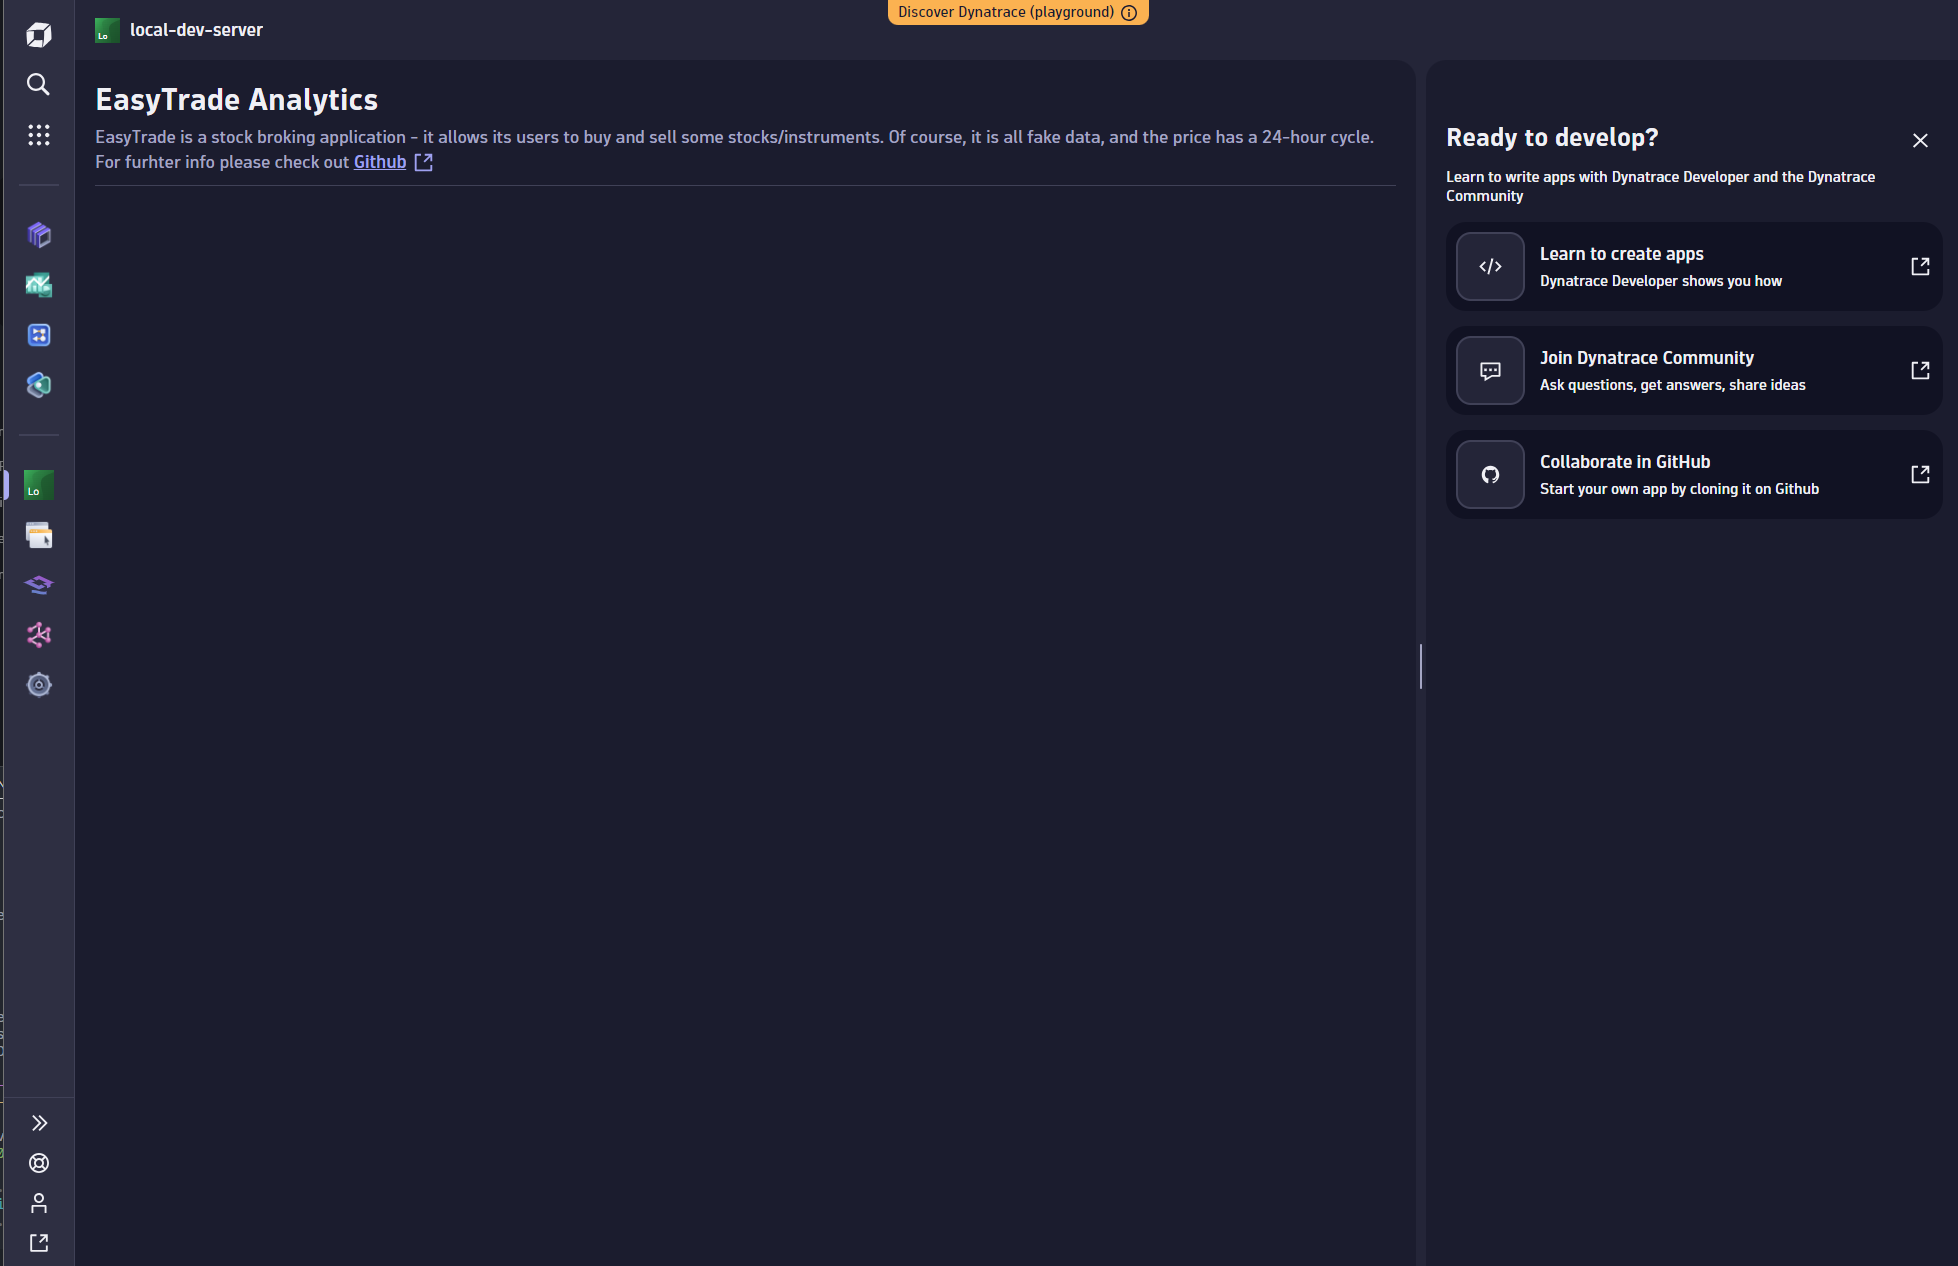 Discover Dynatrace (playground)
Lo
local-dev-server
EasyTrade Analytics
EasyTrade is a stock broking application - it allows its users to buy and sell some stocks/instruments. Of course, it is all fake data, and the price has a 24-hour cycle.
For furhter info please check out Github
Ready to develop?
Learn to write apps with Dynatrace Developer and the Dynatrace
Community
Learn to create apps
Dynatrace Developer shows you how
Join Dynatrace Community
Ask questions, get answers, share ideas
Collaborate in GitHub
Start your own app by cloning it on Github
Lo